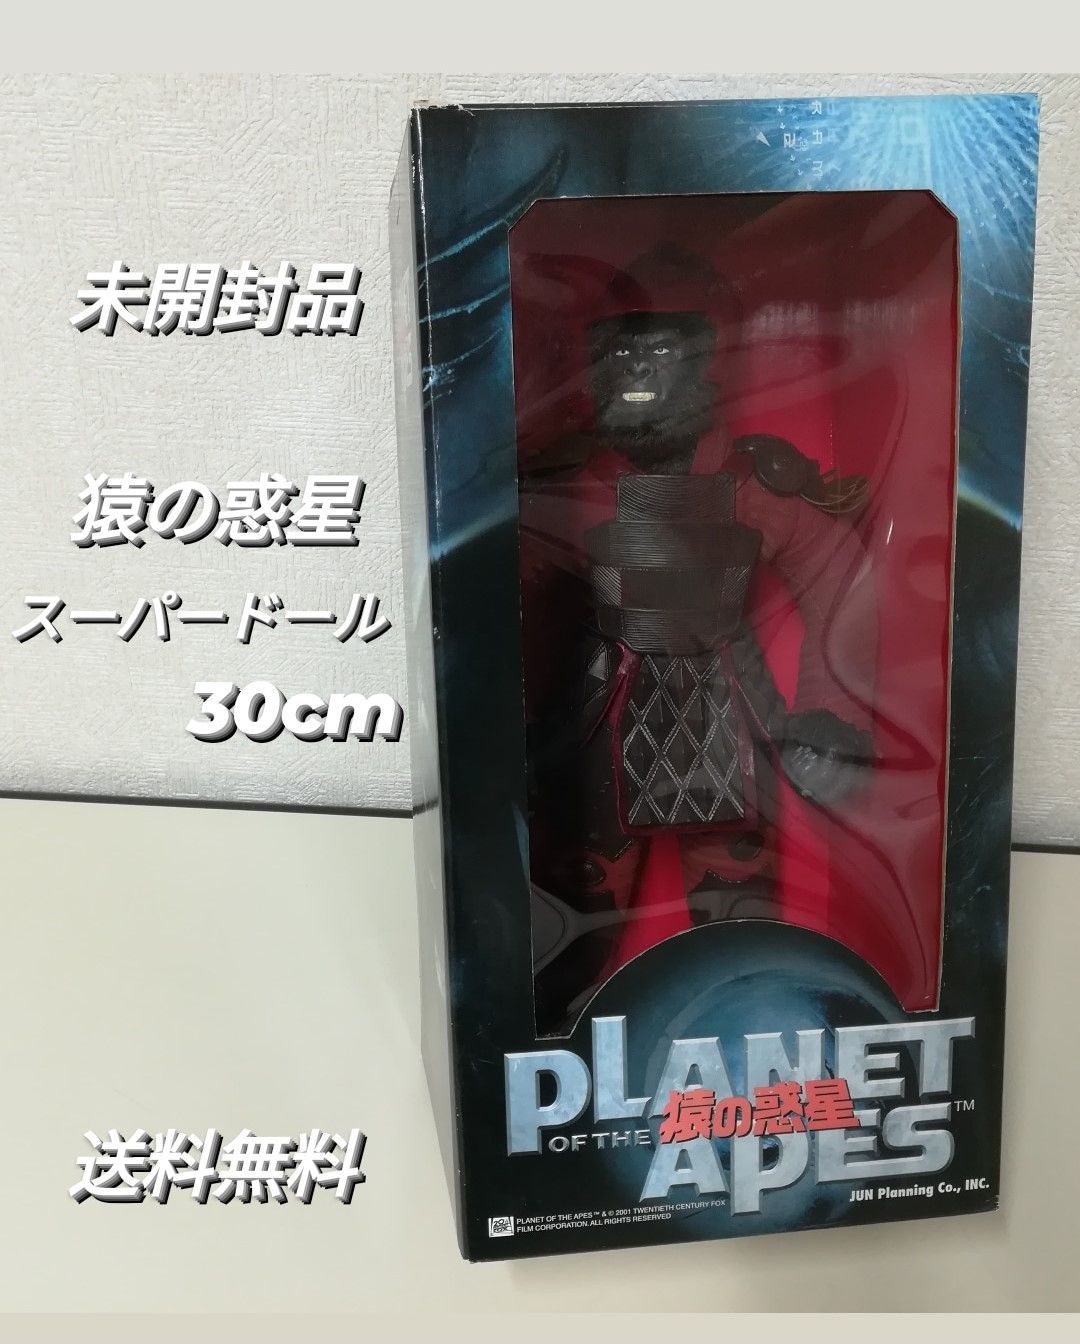 未開封品
猿の惑星
スーパードール
30cm
送料無料
PLANET
OF THE
猿の惑星
APES
TM
JUN Planning Co., INC.
PLANET OF THE APES ™ & © 2001 TWENTIETH CENTURY FOX
FILM CORPORATION. ALL RIGHTS RESERVED